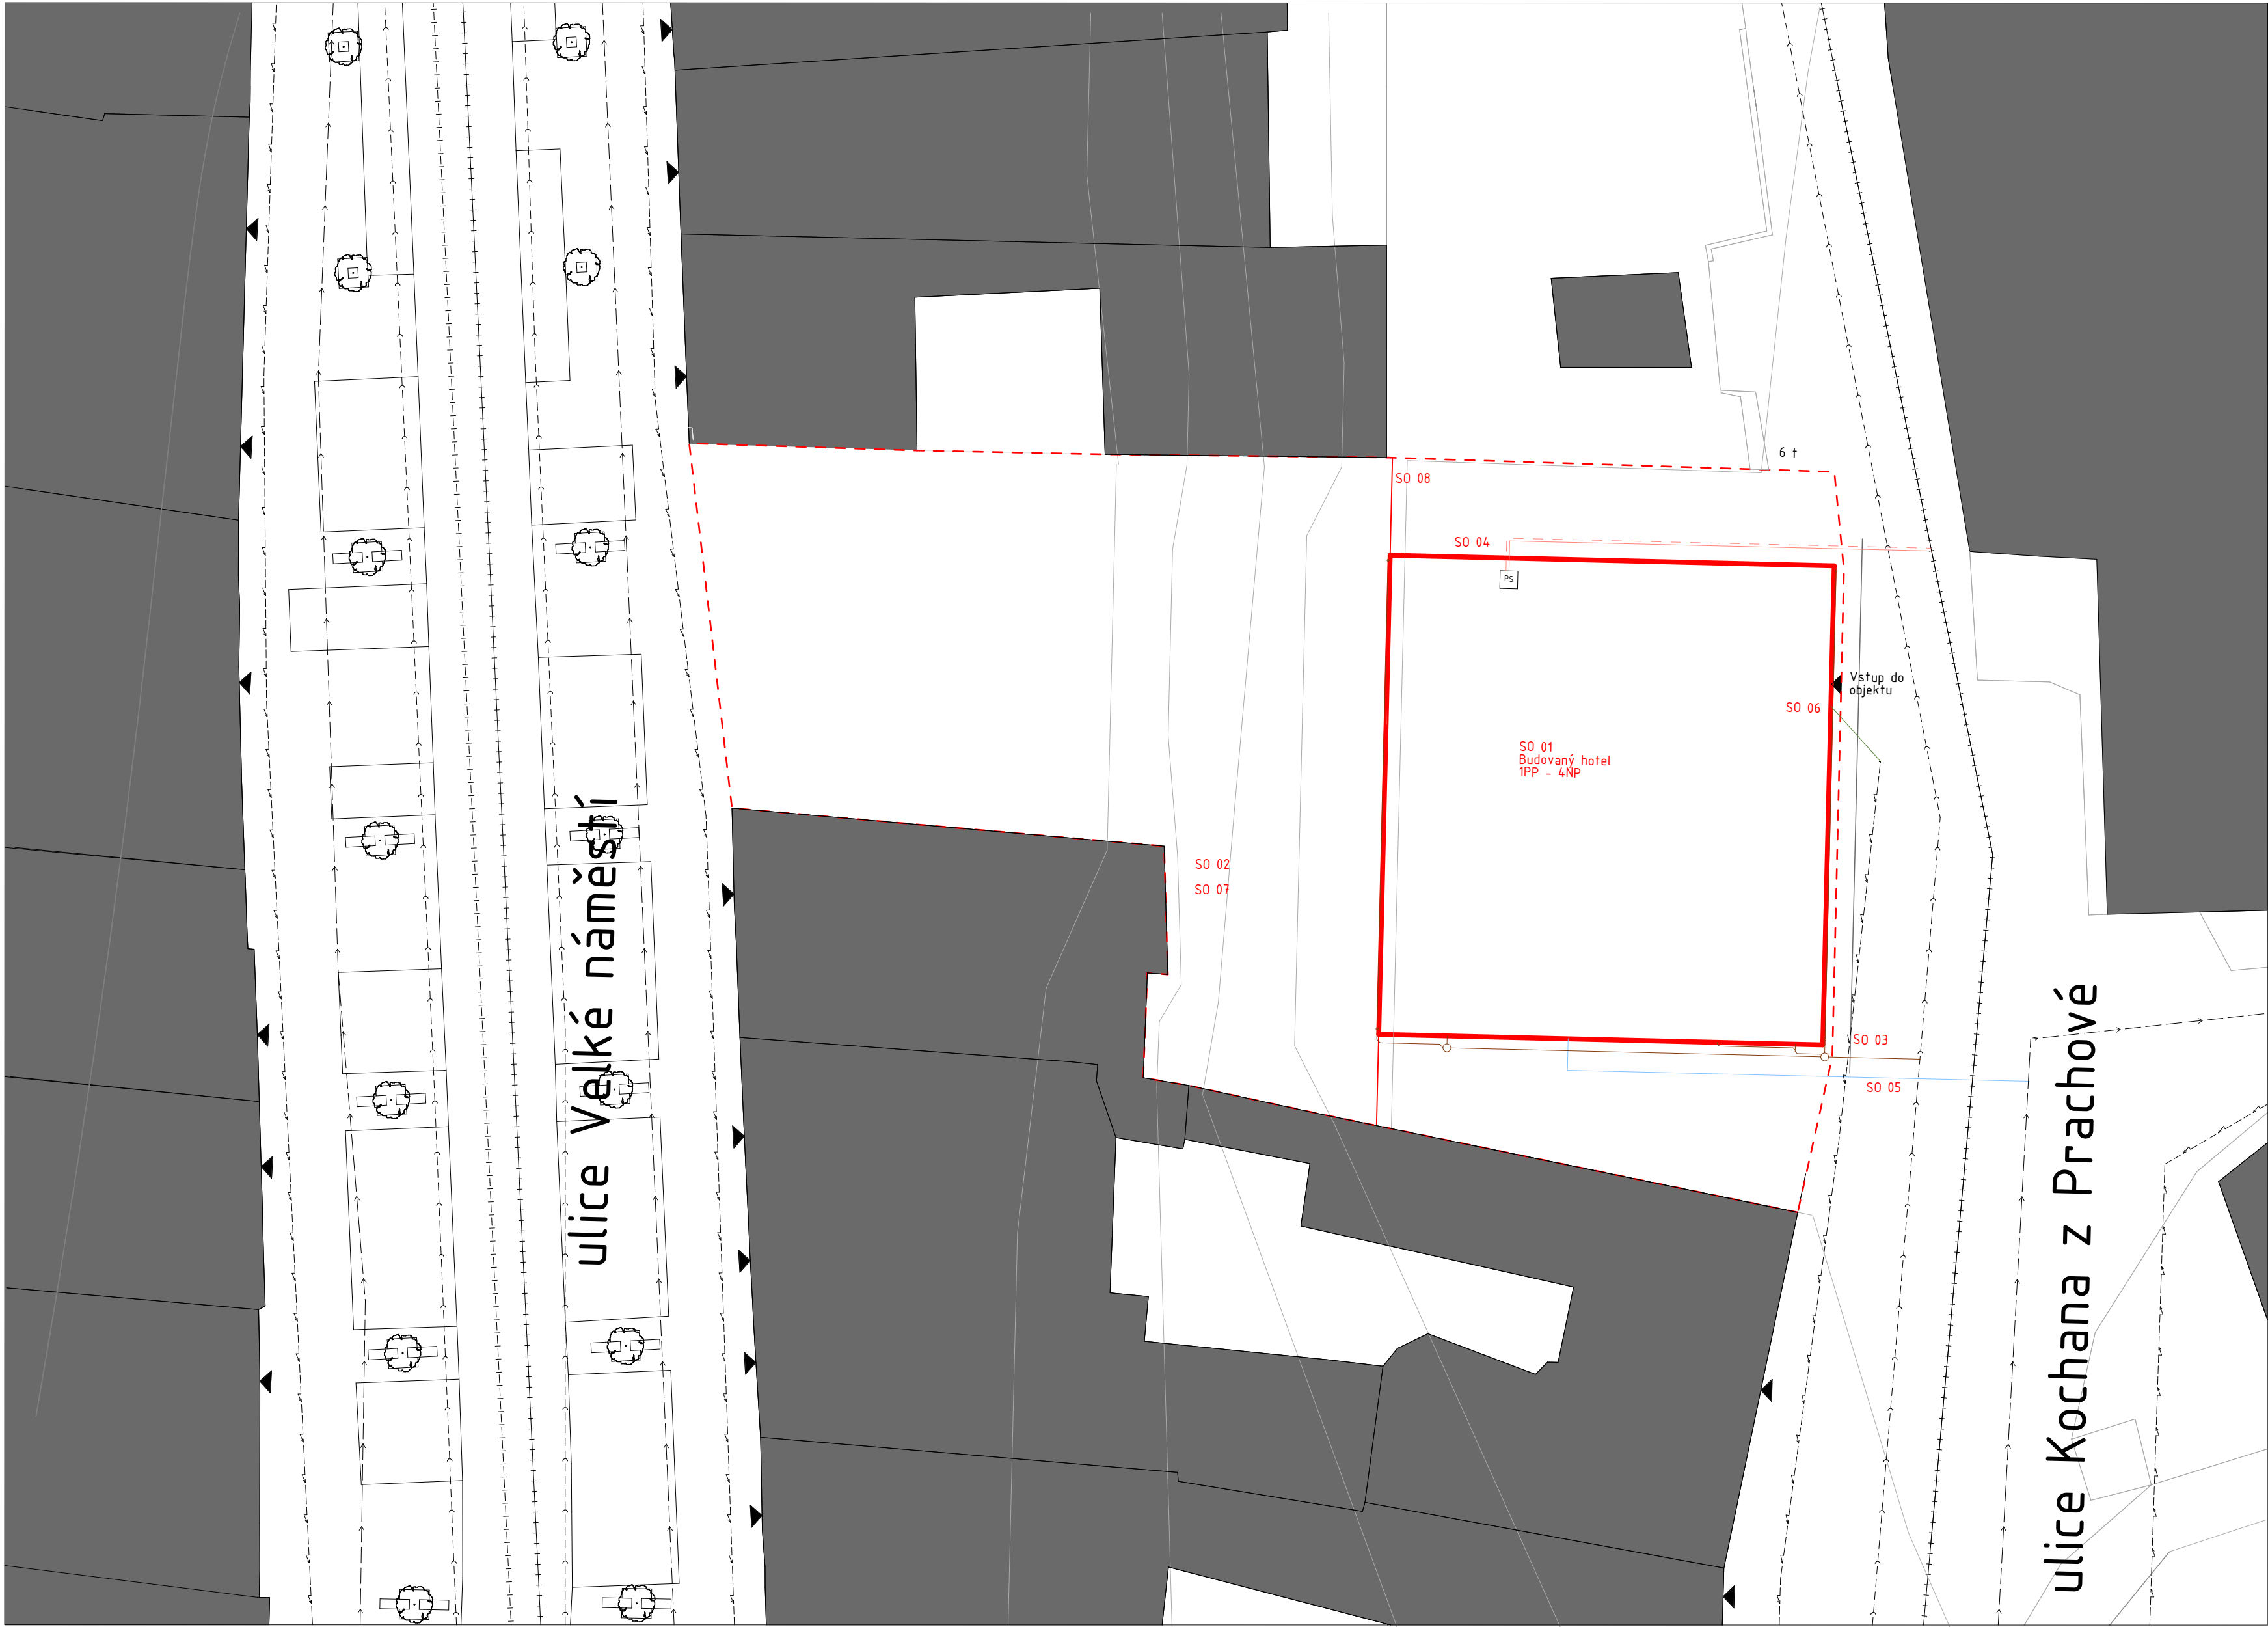 6 t
SO 08
SO 04
PS
Vstup do
objektu
SO 06
SO 01
Budovaný hotel
1PP - 4NP
ulice Velké náměstí
SO 02
SO 07
SO 03
SO 05
ulice Kochana z Prachové